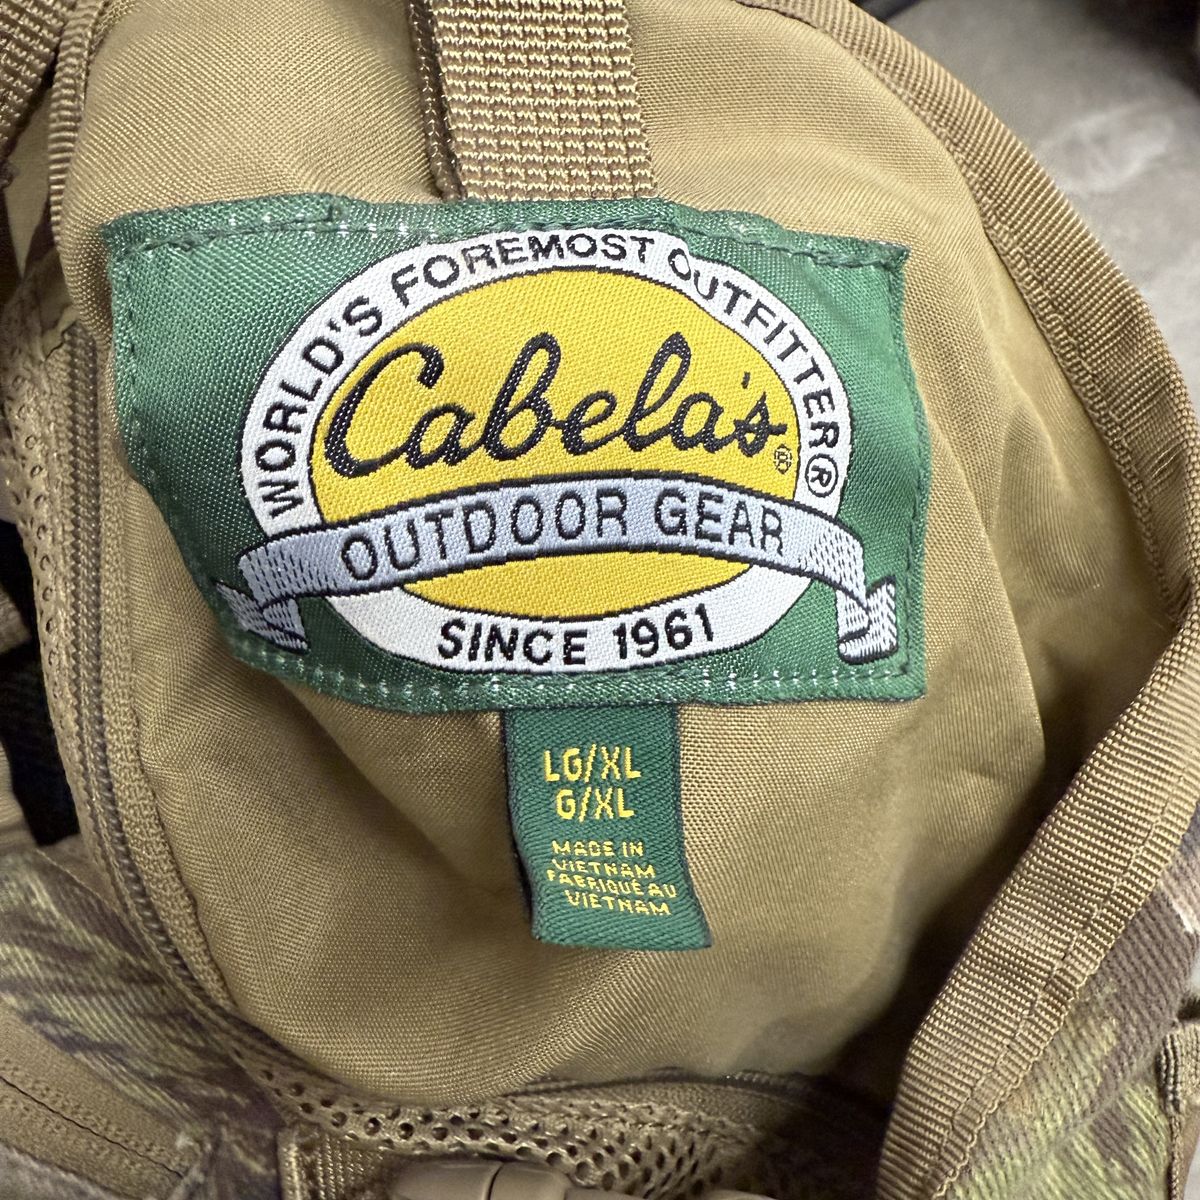 WORLD'S FOREMOST OUTFITTER®
Cabela's®
OUTDOOR GEAR
SINCE 1961
LG/XL
G/XL
MADE IN
VIETNAM
FABRIQUÉ AU
VIETNAM